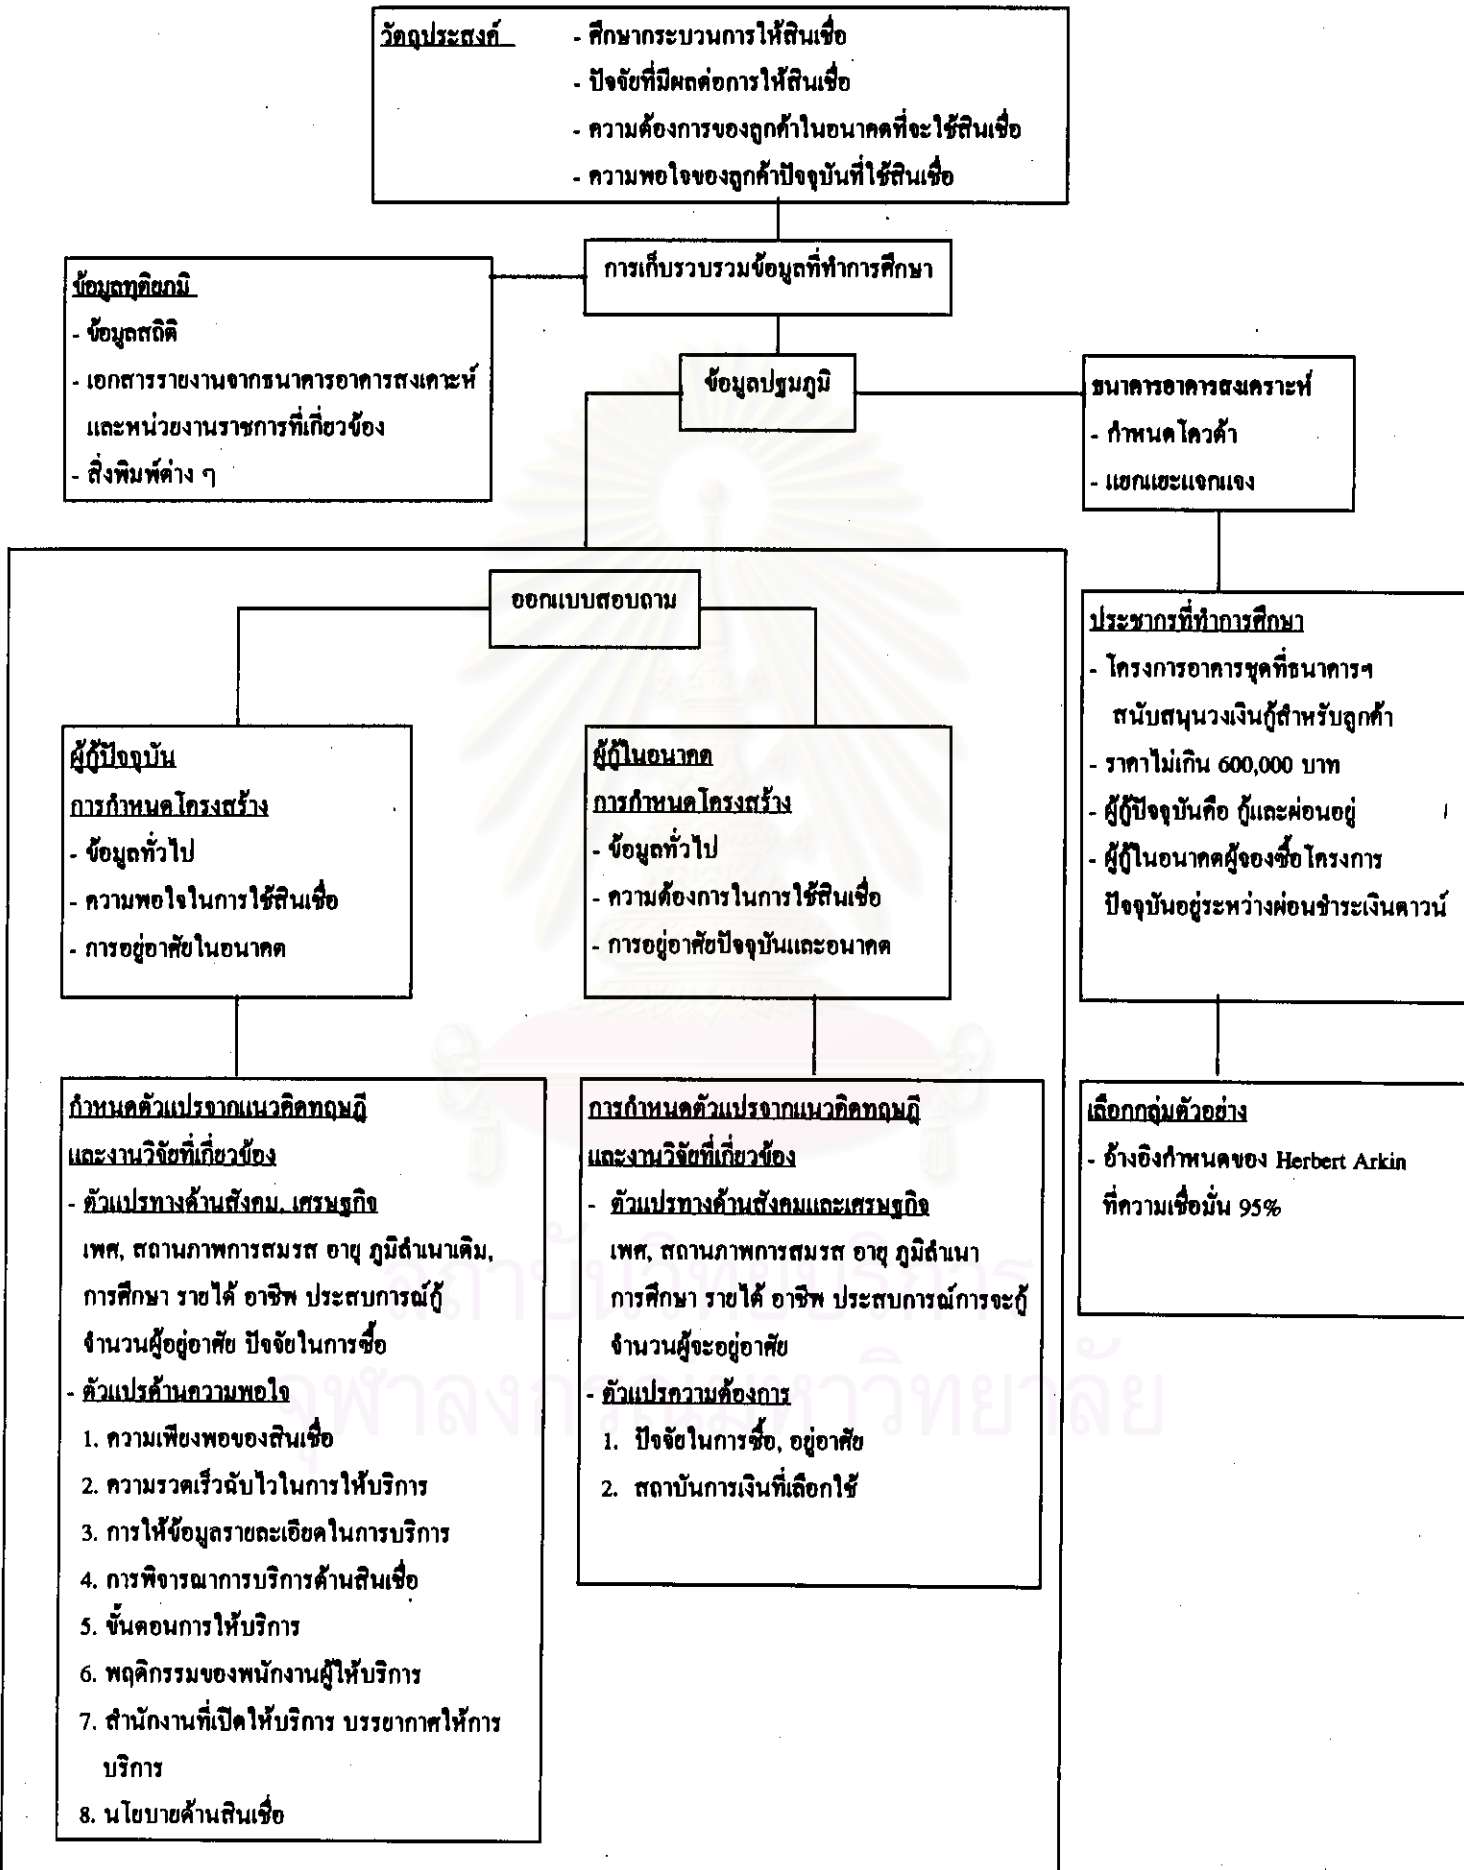 วัตถุประสงค์ - ศึกษากระบวนการให้สินเชื่อ
- ปัจจัยที่มีผลต่อการให้สินเชื่อ
- ความต้องการของลูกค้าในอนาคตที่จะใช้สินเชื่อ
- ความพอใจของลูกค้าปัจจุบันที่ใช้สินเชื่อ
การเก็บรวบรวมข้อมูลที่ทำการศึกษา
ข้อมูลทุติยภมิ
- ข้อมูลสถิติ
- เอกสารรายงานจากธนาคารอาคารสงเคาะห์
และหน่วยงานราชการที่เกี่ยวข้อง
- สิ่งพิมพ์ต่าง ๆ
ข้อมูลปฐมภูมิ
ธนาคารอาคารสงเคราะห์
- กำหนดโควต้า
- แยกแยะแจกแจง
ออกแบบสอบถาม
ผู้กู้ปัจจุบัน
การกำหนดโครงสร้าง
- ข้อมูลทั่วไป
- ความพอใจในการใช้สินเชื่อ
- การอยู่อาศัยในอนาคต
ผู้กู้ในอนาคต
การกำหนดโครงสร้าง
- ข้อมูลทั่วไป
- ความต้องการในการใช้สินเชื่อ
- การอยู่อาศัยปัจจุบันและอนาคต
ประชากรที่ทำการศึกษา
- โครงการอาคารชุดที่ธนาคารฯ
สนับสนุนวงเงินกู้สำหรับลูกค้า
- ราคาไม่เกิน 600,000 บาท
- ผู้กู้ปัจจุบันคือ กู้และผ่อนอยู่
- ผู้กู้ในอนาคตผู้จองซื้อโครงการ
ปัจจุบันอยู่ระหว่างผ่อนชำระเงินดาวน์
กำหนดตัวแปรจากแนวคิดทฤษฎี
และงานวิจัยที่เกี่ยวข้อง
- ตัวแปรทางด้านสังคม, เศรษฐกิจ
เพศ, สถานภาพการสมรส อายุ ภูมิลำเนาเดิม,
การศึกษา รายได้ อาชีพ ประสบการณ์กู้
จำนวนผู้อยู่อาศัย ปัจจัยในการซื้อ
- ตัวแปรด้านความพอใจ
1. ความเพียงพอของสินเชื่อ
2. ความรวดเร็วฉับไวในการให้บริการ
3. การให้ข้อมูลรายละเอียดในการบริการ
4. การพิจารณาการบริการด้านสินเชื่อ
5. ขั้นตอนการให้บริการ
6. พฤติกรรมของพนักงานผู้ให้บริการ
7. สำนักงานที่เปิดให้บริการ บรรยากาศให้การ
บริการ
8. นโยบายด้านสินเชื่อ
การกำหนดตัวแปรจากแนวคิดทฤษฎี
และงานวิจัยที่เกี่ยวข้อง
- ตัวแปรทางด้านสังคมและเศรษฐกิจ
เพศ, สถานภาพการสมรส อายุ ภูมิลำเนา
การศึกษา รายได้ อาชีพ ประสบการณ์การจะกู้
จำนวนผู้จะอยู่อาศัย
- ตัวแปรความต้องการ
1. ปัจจัยในการซื้อ, อยู่อาศัย
2. สถาบันการเงินที่เลือกใช้
เลือกกลุ่มตัวอย่าง
- อ้างอิงกำหนดของ Herbert Arkin
ที่ความเชื่อมั่น 95%
สถาบันวิทยบริการ
จุฬาลงกรณ์มหาวิทยาลัย